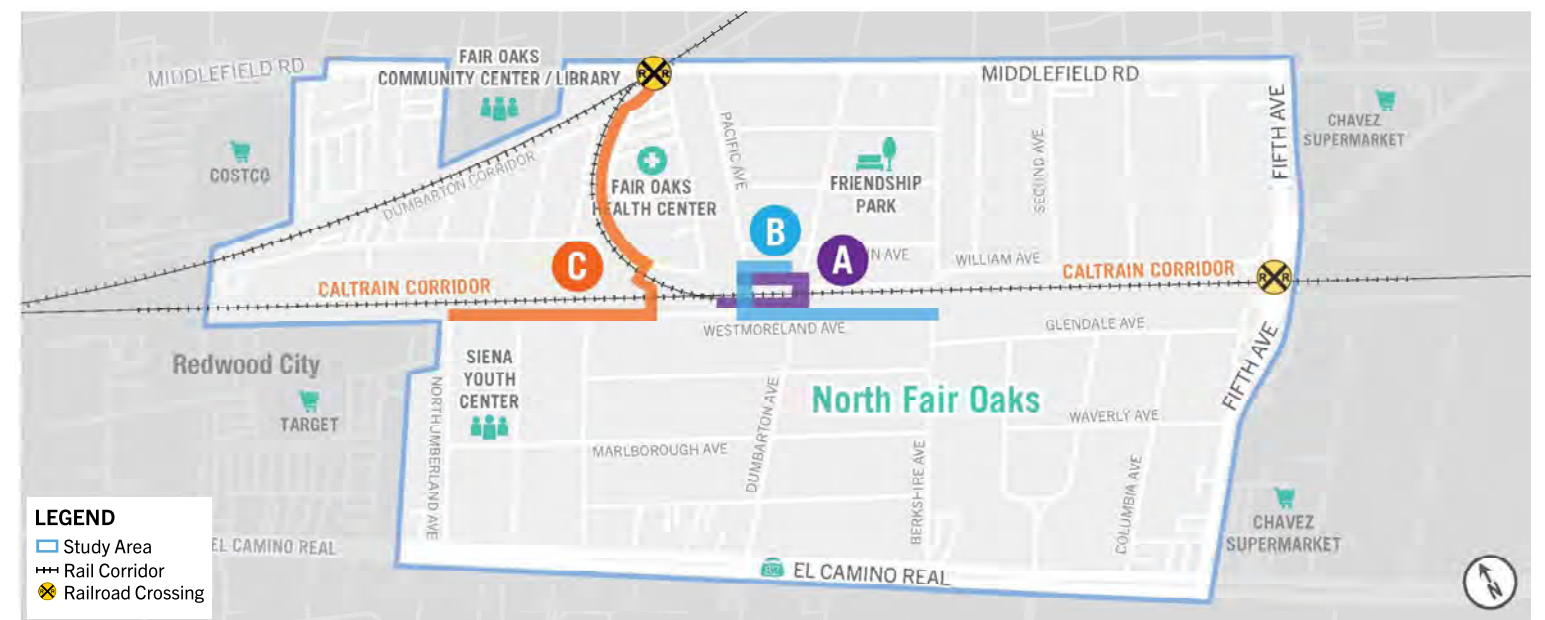 FAIR OAKS
COMMUNITY CENTER / LIBRARY
MIDDLEFIELD RD
MIDDLEFIELD RD
R R
FIFTH AVE
CHAVEZ
SUPERMARKET
COSTCO
DUMBARTON CORRIDOR
PACIFIC AVE
FAIR OAKS
HEALTH CENTER
FRIENDSHIP
PARK
SECOND AVE
B
A
C
IN AVE
WILLIAM AVE
CALTRAIN CORRIDOR
CALTRAIN CORRIDOR
R R
WESTMORELAND AVE
GLENDALE AVE
FIFTH AVE
Redwood City
TARGET
SIENA
YOUTH
CENTER
NORTHUMBERLAND AVE
North Fair Oaks
WAVERLY AVE
MARLBOROUGH AVE
DUMBARTON AVE
BERKSHIRE AVE
COLUMBIA AVE
CHAVEZ
SUPERMARKET
EL CAMINO REAL
82
EL CAMINO REAL
LEGEND
Study Area
Rail Corridor
Railroad Crossing
N